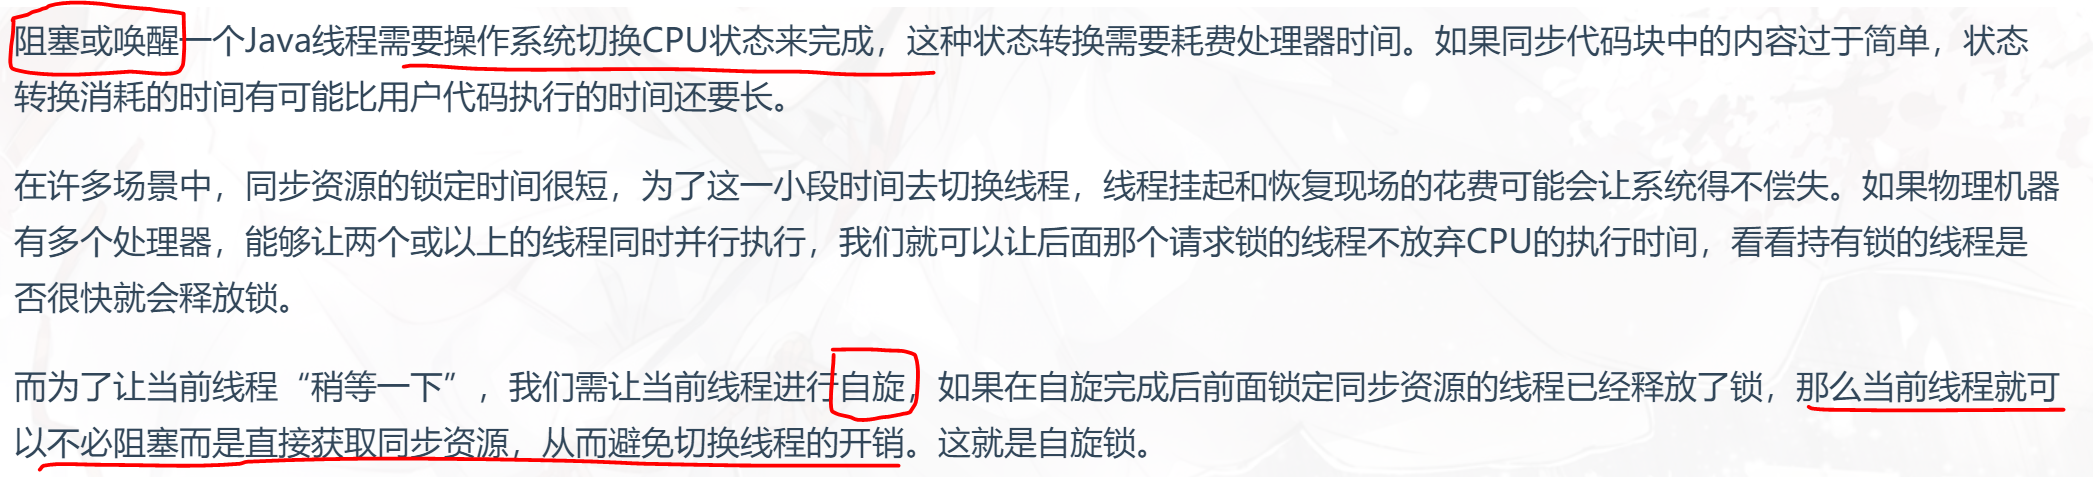 阻塞或唤醒一个Java线程需要操作系统切换CPU状态来完成，这种状态转换需要耗费处理器时间。如果同步代码块中的内容过于简单，状态
转换消耗的时间有可能比用户代码执行的时间还要长。
在许多场景中，同步资源的锁定时间很短，为了这一小段时间去切换线程，线程挂起和恢复现场的花费可能会让系统得不偿失。如果物理机器
有多个处理器，能够让两个或以上的线程同时并行执行，我们就可以让后面那个请求锁的线程不放弃CPU的执行时间，看看持有锁的线程是
否很快就会释放锁。
而为了让当前线程“稍等一下”，我们需让当前线程进行自旋，如果在自旋完成后前面锁定同步资源的线程已经释放了锁，那么当前线程就可
以不必阻塞而是直接获取同步资源，从而避免切换线程的开销。这就是自旋锁。